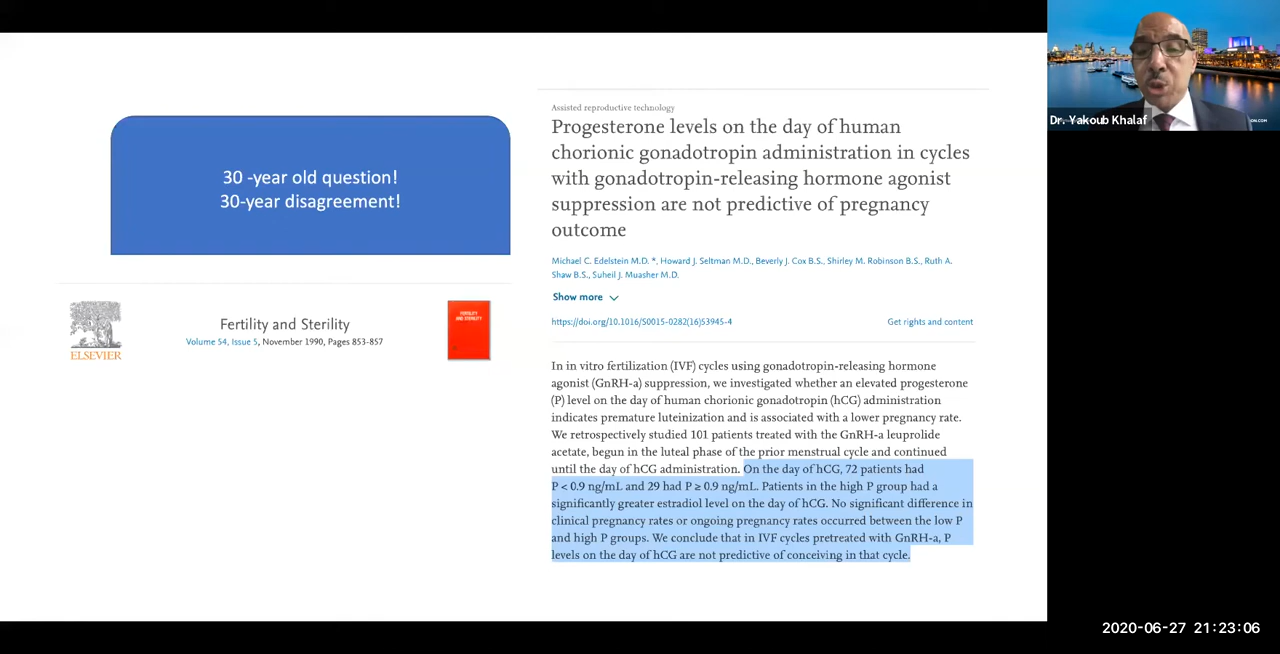 30 -year old question!
30-year disagreement!
ELSEVIER
Fertility and Sterility
Volume 54, Issue 5, November 1990, Pages 853-857
FERTILITY
AND STERILITY
Assisted reproductive technology
Progesterone levels on the day of human
chorionic gonadotropin administration in cycles
with gonadotropin-releasing hormone agonist
suppression are not predictive of pregnancy
outcome
Michael C. Edelstein M.D. *, Howard J. Seltman M.D., Beverly J. Cox B.S., Shirley M. Robinson B.S., Ruth A.
Shaw B.S., Suheil J. Muasher M.D.
Show more
https://doi.org/10.1016/S0015-0282(16)53945-4
Get rights and content
In in vitro fertilization (IVF) cycles using gonadotropin-releasing hormone
agonist (GnRH-a) suppression, we investigated whether an elevated progesterone
(P) level on the day of human chorionic gonadotropin (hCG) administration
indicates premature luteinization and is associated with a lower pregnancy rate.
We retrospectively studied 101 patients treated with the GnRH-a leuprolide
acetate, begun in the luteal phase of the prior menstrual cycle and continued
until the day of hCG administration. On the day of hCG, 72 patients had
P < 0.9 ng/mL and 29 had P ≥ 0.9 ng/mL. Patients in the high P group had a
significantly greater estradiol level on the day of hCG. No significant difference in
clinical pregnancy rates or ongoing pregnancy rates occurred between the low P
and high P groups. We conclude that in IVF cycles pretreated with GnRH-a, P
levels on the day of hCG are not predictive of conceiving in that cycle.
Dr. Yakoub Khalaf
ON.COM
2020-06-27 21:23:06